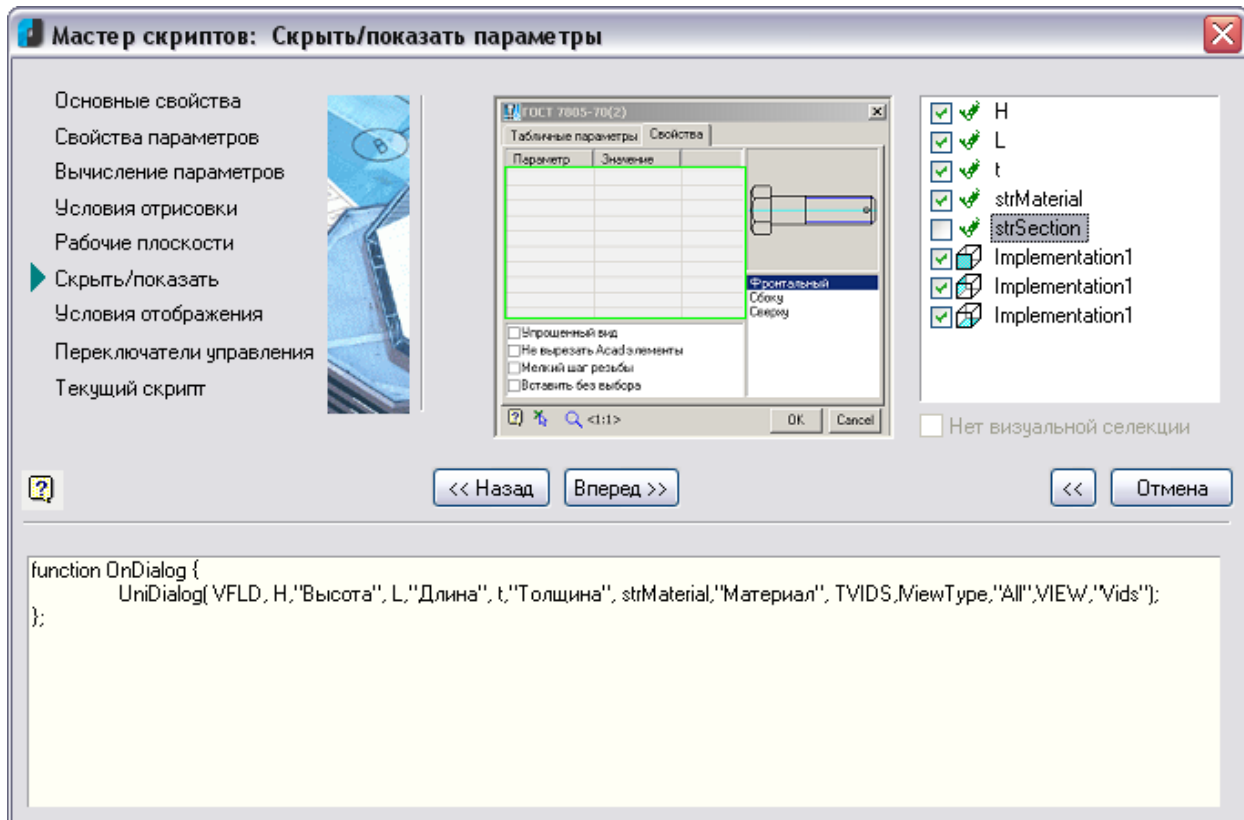 Мастер скриптов: Скрыть/показать параметры
Основные свойства
Свойства параметров
Вычисление параметров
Условия отрисовки
Рабочие плоскости
Скрыть/показать
Условия отображения
Переключатели управления
Текущий скрипт
B
ГОСТ 7805-70(2)
Табличные параметры Свойства
Параметр Значение
Фронтальный
Сбоку
Сверху
Упрошенный вид
Не вырезать Acad элементы
Мелкий шаг резьбы
Вставить без выбора
<1:1> OK Cancel
H
L
t
strMaterial
strSection
Implementation1
Implementation1
Implementation1
Нет визуальной селекции
<< Назад Вперед >> << Отмена
function OnDialog {
UniDialog( VFLD, H,"Высота", L,"Длина", t,"Толщина", strMaterial,"Материал", TVIDS,IViewType,"All",VIEW,"Vids");
};